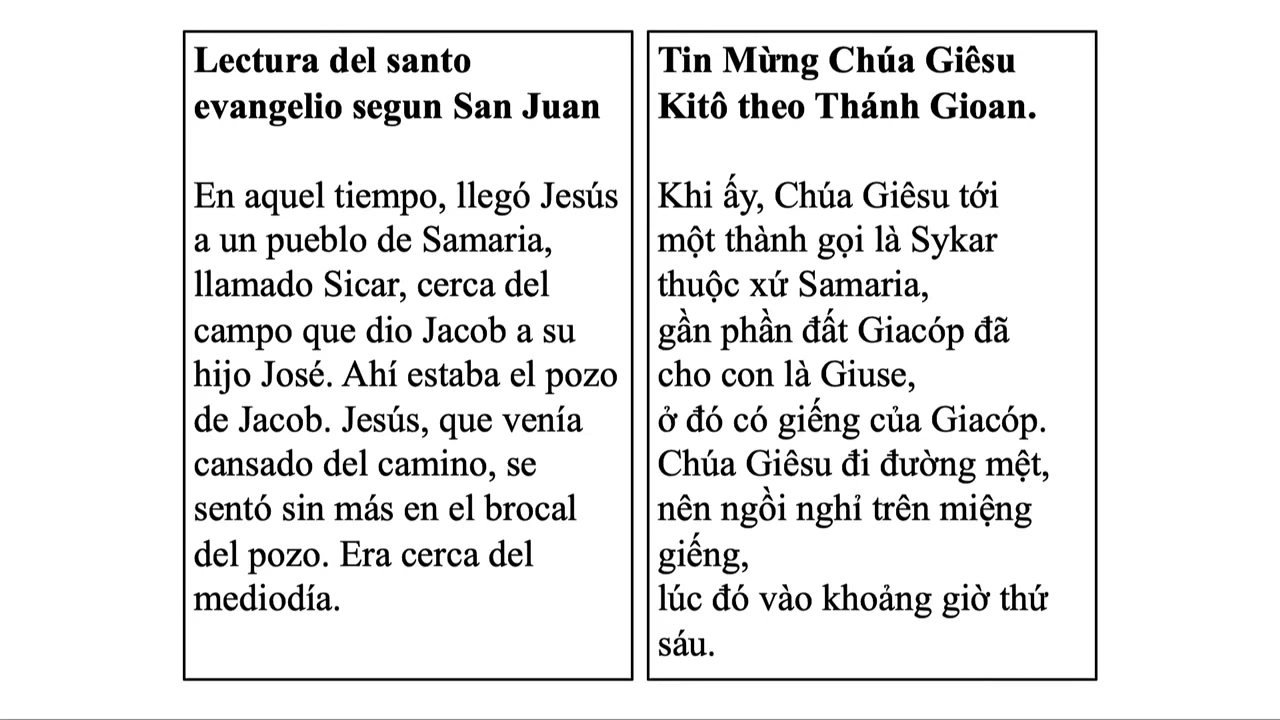 Lectura del santo
evangelio segun San Juan
En aquel tiempo, llegó Jesús
a un pueblo de Samaria,
llamado Sicar, cerca del
campo que dio Jacob a su
hijo José. Ahí estaba el pozo
de Jacob. Jesús, que venía
cansado del camino, se
sentó sin más en el brocal
del pozo. Era cerca del
mediodía.
Tin Mừng Chúa Giêsu
Kitô theo Thánh Gioan.
Khi ấy, Chúa Giêsu tới
một thành gọi là Sykar
thuộc xứ Samaria,
gần phần đất Giacóp đã
cho con là Giuse,
ở đó có giếng của Giacóp.
Chúa Giêsu đi đường mệt,
nên ngồi nghỉ trên miệng
giếng,
lúc đó vào khoảng giờ thứ
sáu.